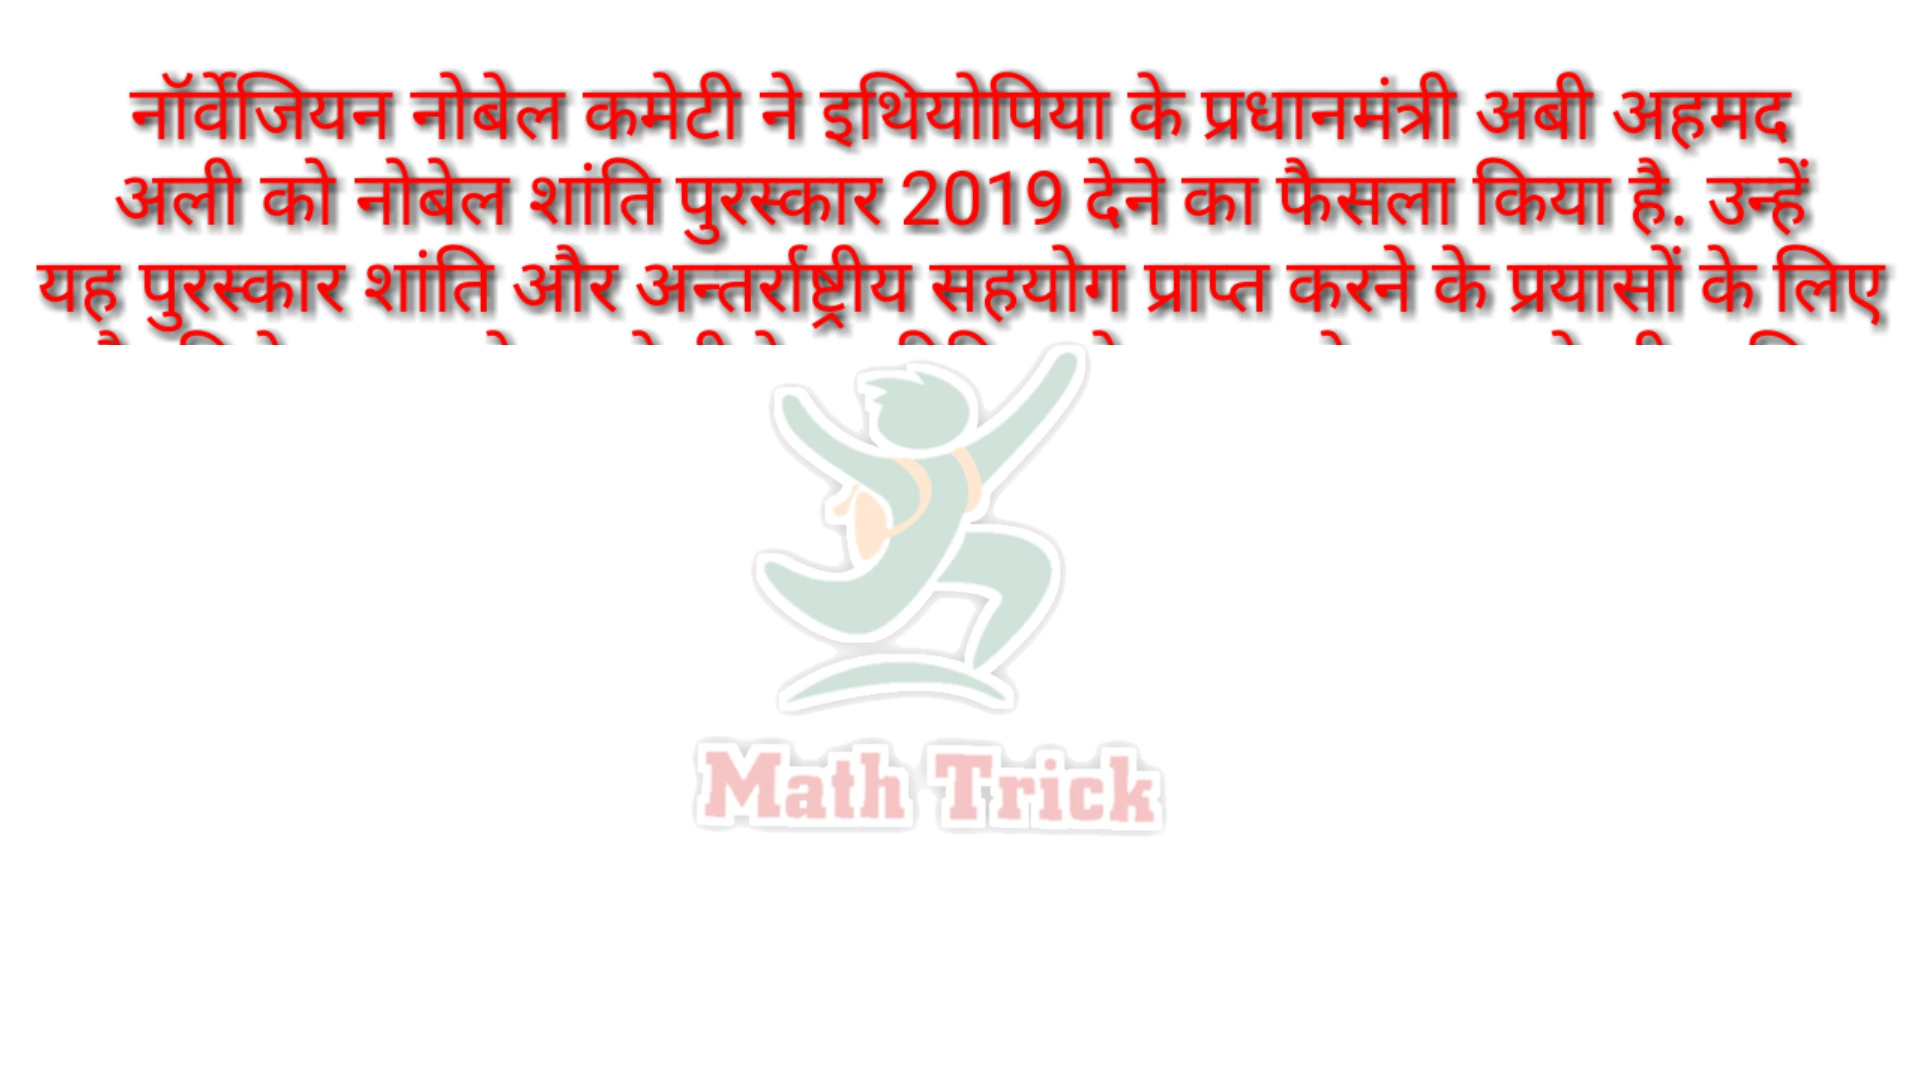 नॉर्वेजियन नोबेल कमेटी ने इथियोपिया के प्रधानमंत्री अबी अहमद
अली को नोबेल शांति पुरस्कार 2019 देने का फैसला किया है. उन्हें
यह पुरस्कार शांति और अन्तर्राष्ट्रीय सहयोग प्राप्त करने के प्रयासों के लिए
Math Trick